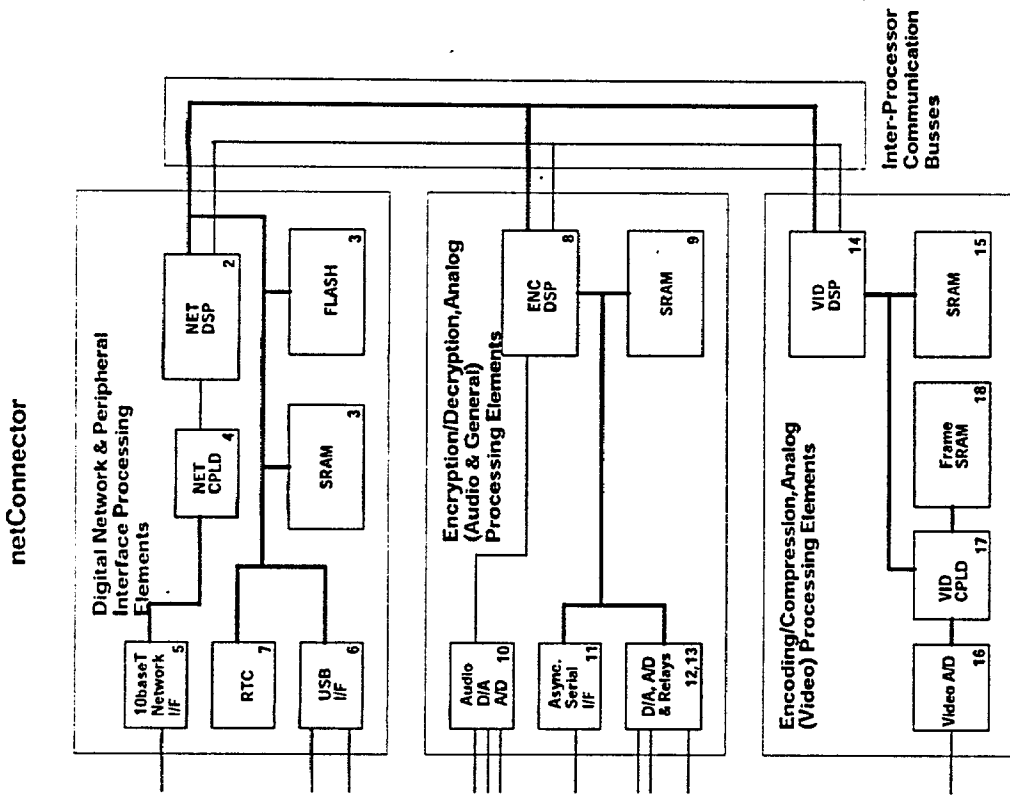 netConnector
Digital Network & Peripheral
Interface Processing
Elements
10baseT
Network
I/F
5
RTC
7
USB
I/F
6
NET
CPLD
4
NET
DSP
2
SRAM
3
FLASH
3
Encryption/Decryption,Analog
(Audio & General)
Processing Elements
Audio
D/A
A/D
10
Async.
Serial
I/F
11
D/A, A/D
& Relays
12,13
ENC
DSP
8
SRAM
9
Encoding/Compression,Analog
(Video) Processing Elements
Video A/D
16
VID
CPLD
17
Frame
SRAM
18
VID
DSP
14
SRAM
15
Inter-Processor
Communication
Busses